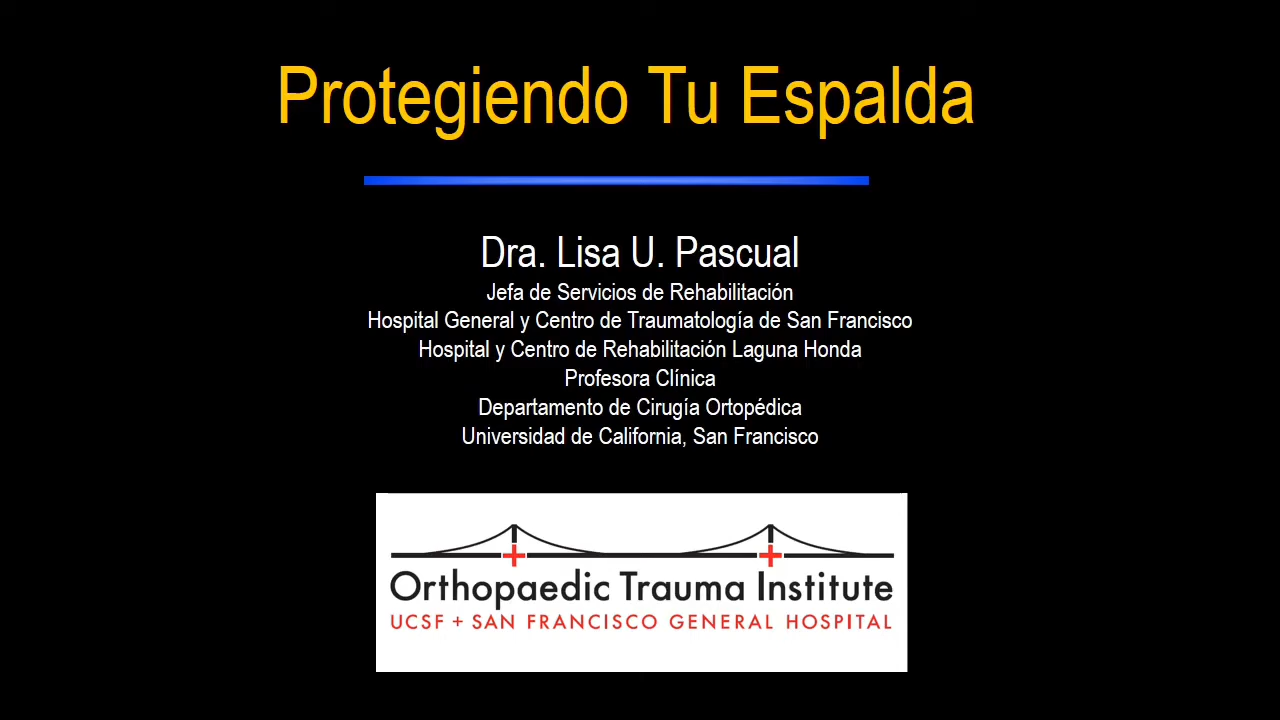 Protegiendo Tu Espalda
Dra. Lisa U. Pascual
Jefa de Servicios de Rehabilitación
Hospital General y Centro de Traumatología de San Francisco
Hospital y Centro de Rehabilitación Laguna Honda
Profesora Clínica
Departamento de Cirugía Ortopédica
Universidad de California, San Francisco
Orthopaedic Trauma Institute
UCSF + SAN FRANCISCO GENERAL HOSPITAL